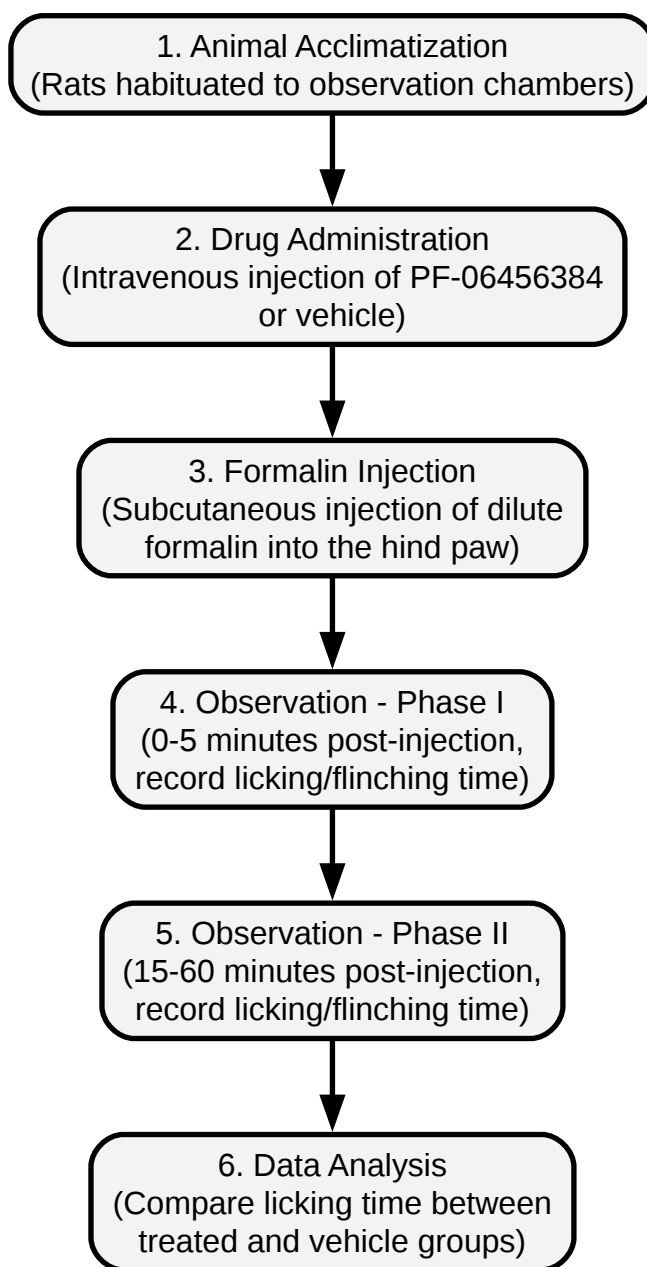 1. Animal Acclimatization
(Rats habituated to observation chambers)
2. Drug Administration
(Intravenous injection of PF-06456384
or vehicle)
3. Formalin Injection
(Subcutaneous injection of dilute
formalin into the hind paw)
4. Observation - Phase I
(0-5 minutes post-injection,
record licking/flinching time)
5. Observation - Phase II
(15-60 minutes post-injection,
record licking/flinching time)
6. Data Analysis
(Compare licking time between
treated and vehicle groups)